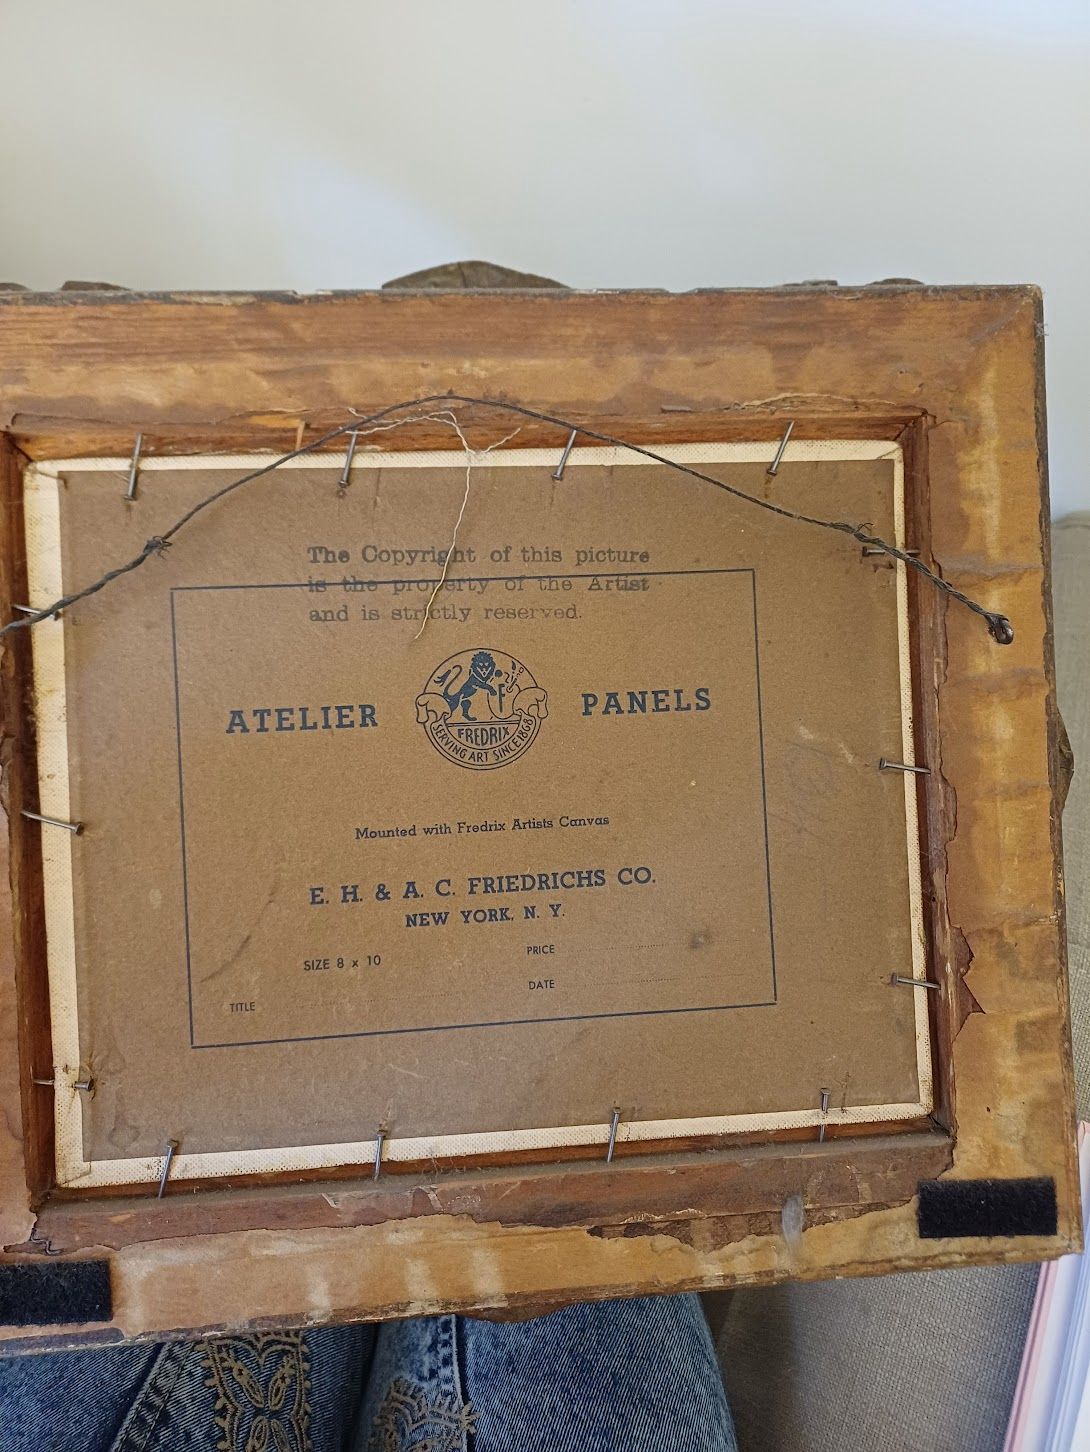 The Copyright of this picture
is the property of the Artist
and is strictly reserved.
ATELIER PANELS
FREDRIX
SERVING ART SINCE 1868
Mounted with Fredrix Artists Canvas
E. H. & A. C. FRIEDRICHS CO.
NEW YORK, N. Y.
SIZE 8 x 10 PRICE
DATE
TITLE